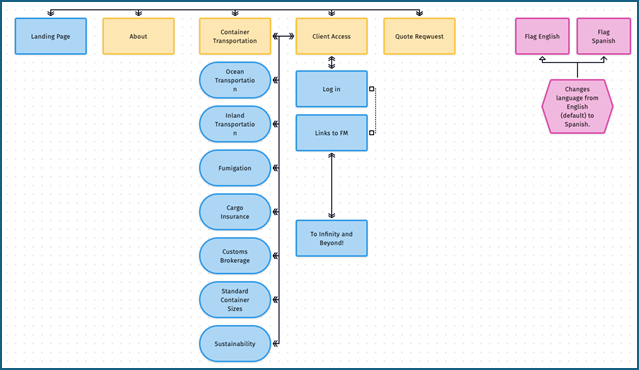 Landing Page
About
Container
Transportation
Client Access
Quote Reqwuest
Flag English
Flag
Spanish
Ocean
Transportatio
n
Log in
Changes
language from
English
(default) to
Spanish.
Inland
Transportatio
n
Links to FM
Fumigation
Cargo
Insurance
To Infinity and
Beyond!
Customs
Brokerage
Standard
Container
Sizes
Sustainability